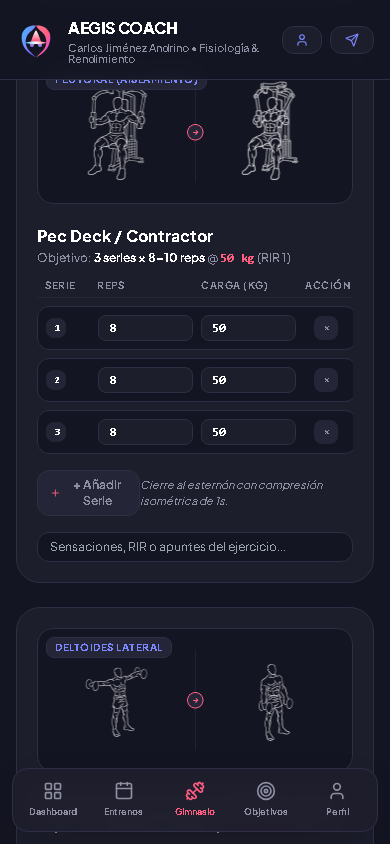 AEGIS COACH
Carlos Jiménez Andrino • Fisiología &
Rendimiento
PECTORAL (AISLAMIENTO)
Pec Deck / Contractor
Objetivo: 3 series x 8–10 reps @ 50 kg (RIR 1)
SERIE REPS CARGA (KG) ACCIÓN
1 8 50 ×
2 8 50 ×
3 8 50 ×
+ + Añadir
Serie
Cierre al esternón con compresión
isométrica de 1s.
Sensaciones, RIR o apuntes del ejercicio...
DELTOIDES LATERAL
Dashboard Entrenos Gimnasio Objetivos Perfil